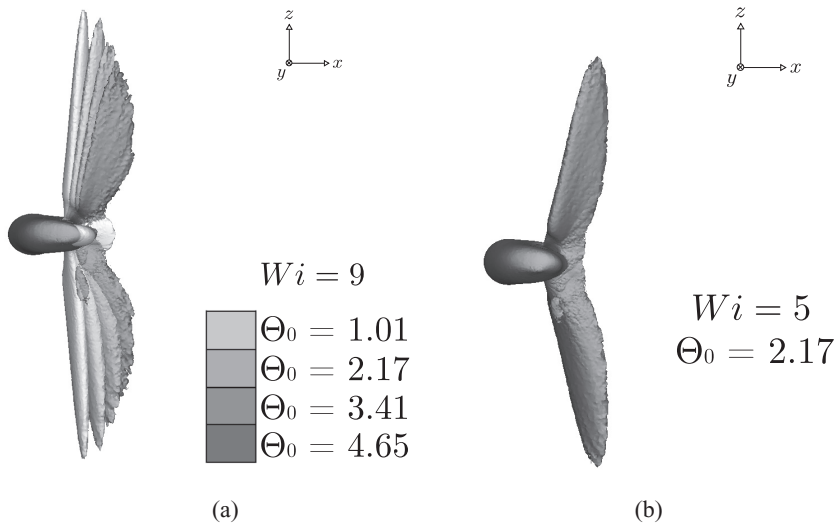 z
x
y
Wi = 9
Θ₀ = 1.01
Θ₀ = 2.17
Θ₀ = 3.41
Θ₀ = 4.65
(a)
z
x
y
Wi = 5
Θ₀ = 2.17
(b)